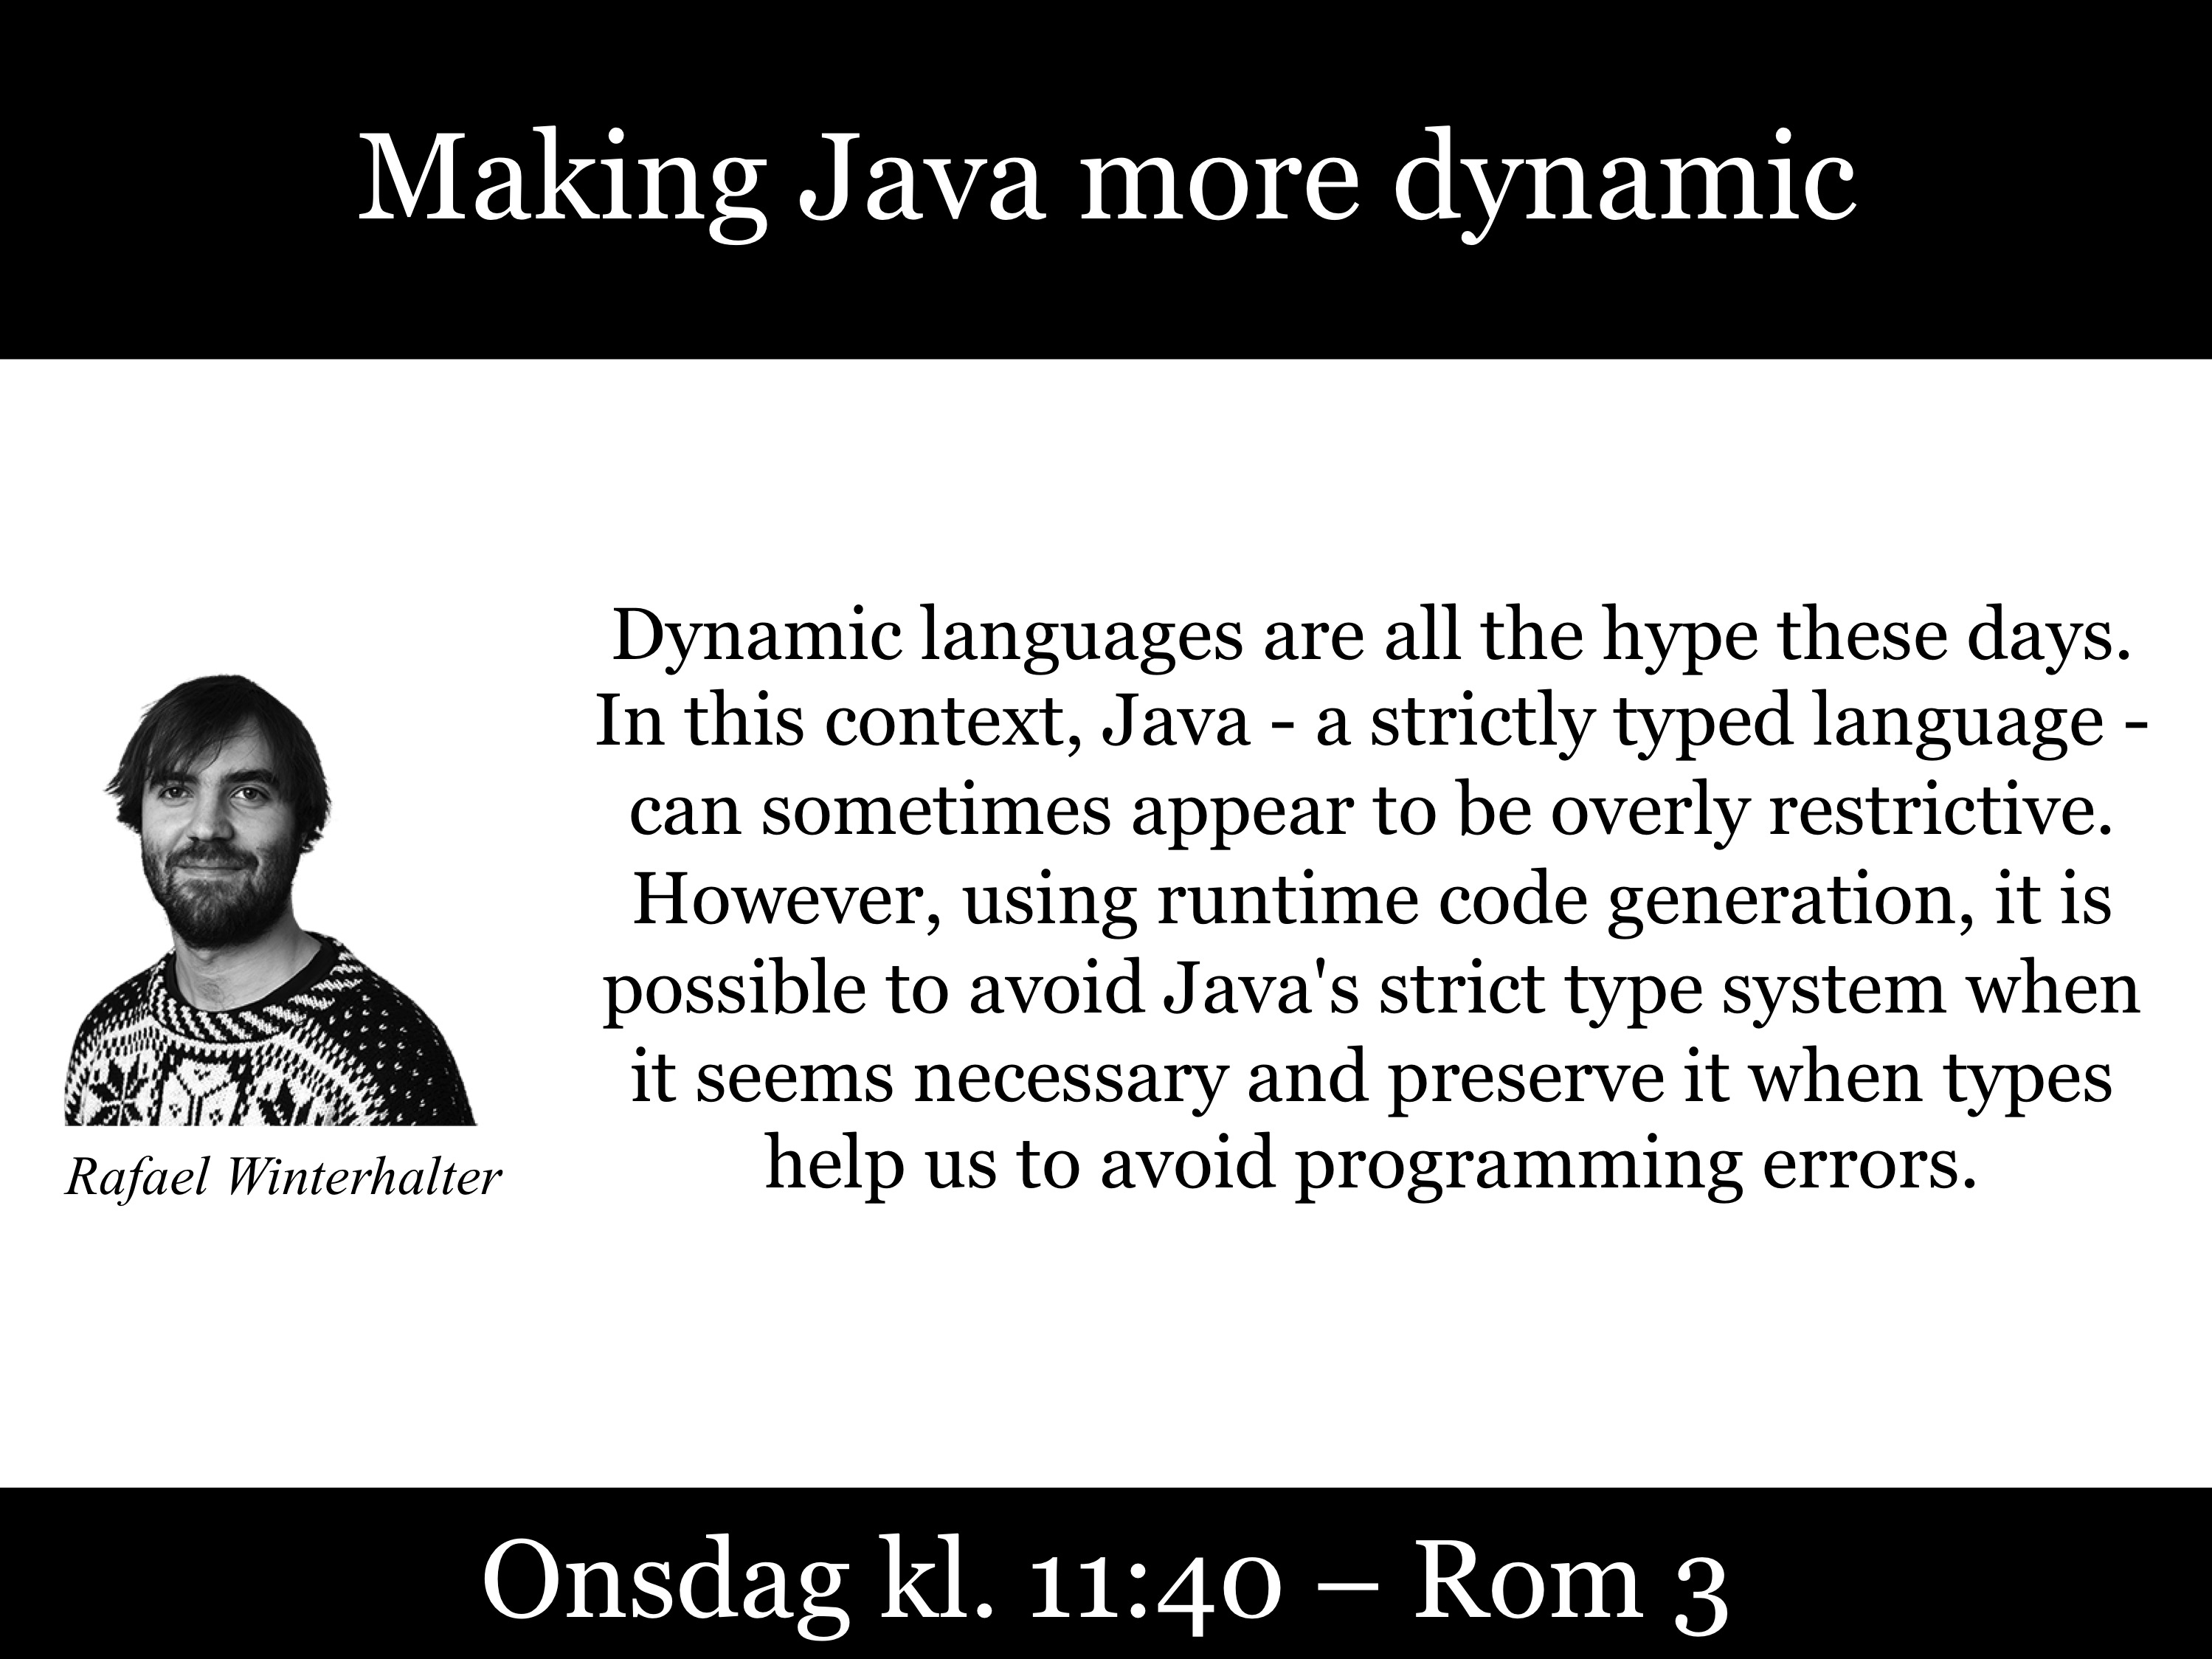 Making Java more dynamic
Dynamic languages are all the hype these days.
In this context, Java - a strictly typed language -
can sometimes appear to be overly restrictive.
However, using runtime code generation, it is
possible to avoid Java's strict type system when
it seems necessary and preserve it when types
help us to avoid programming errors.
Rafael Winterhalter
Onsdag kl. 11:40 – Rom 3